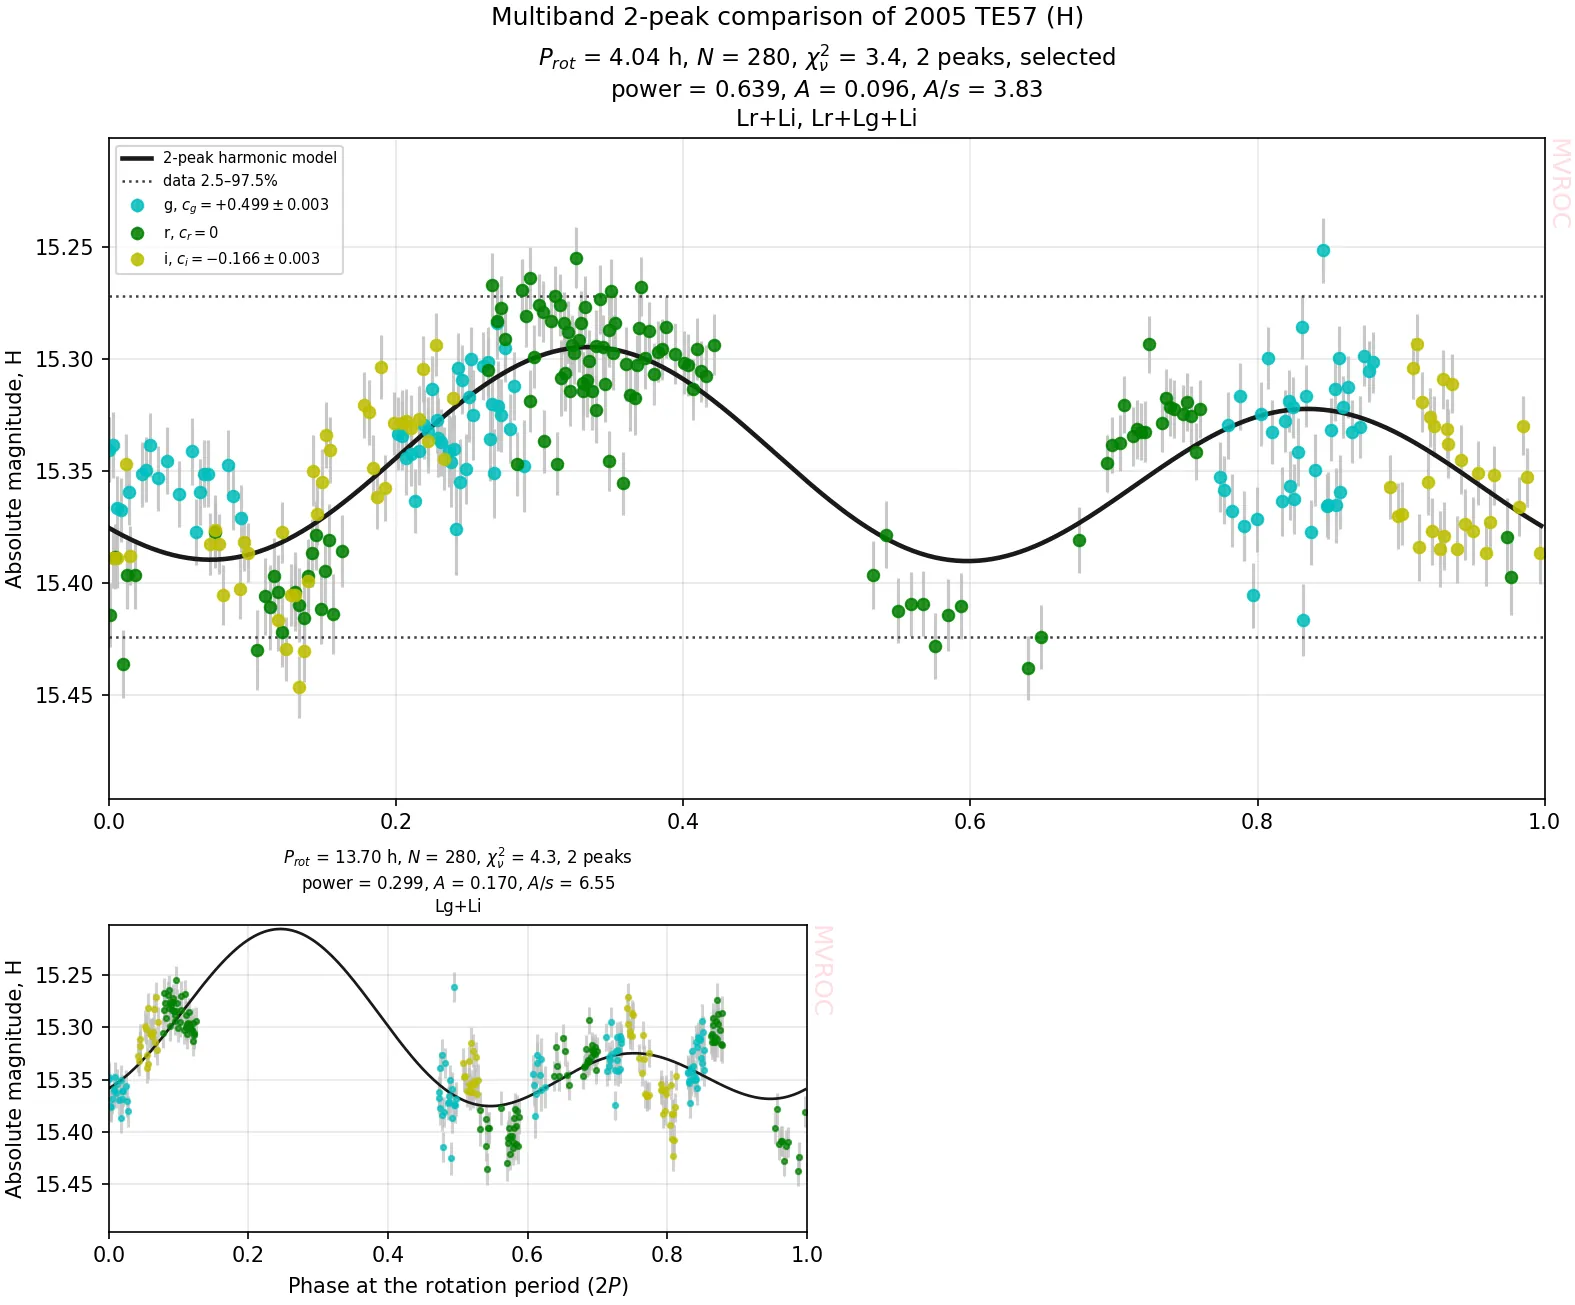 Multiband 2-peak comparison of 2005 TE57 (H)
P_rot = 4.04 h, N = 280, χ²_ν = 3.4, 2 peaks, selected
power = 0.639, A = 0.096, A/s = 3.83
Lr+Li, Lr+Lg+Li
MVROC
2-peak harmonic model
data 2.5–97.5%
g, c_g = +0.499 ± 0.003
r, c_r = 0
i, c_i = −0.166 ± 0.003
Absolute magnitude, H
15.25
15.30
15.35
15.40
15.45
0.0 0.2 0.4 0.6 0.8 1.0
P_rot = 13.70 h, N = 280, χ²_ν = 4.3, 2 peaks
power = 0.299, A = 0.170, A/s = 6.55
Lg+Li
MVROC
Absolute magnitude, H
15.25
15.30
15.35
15.40
15.45
0.0 0.2 0.4 0.6 0.8 1.0
Phase at the rotation period (2P)